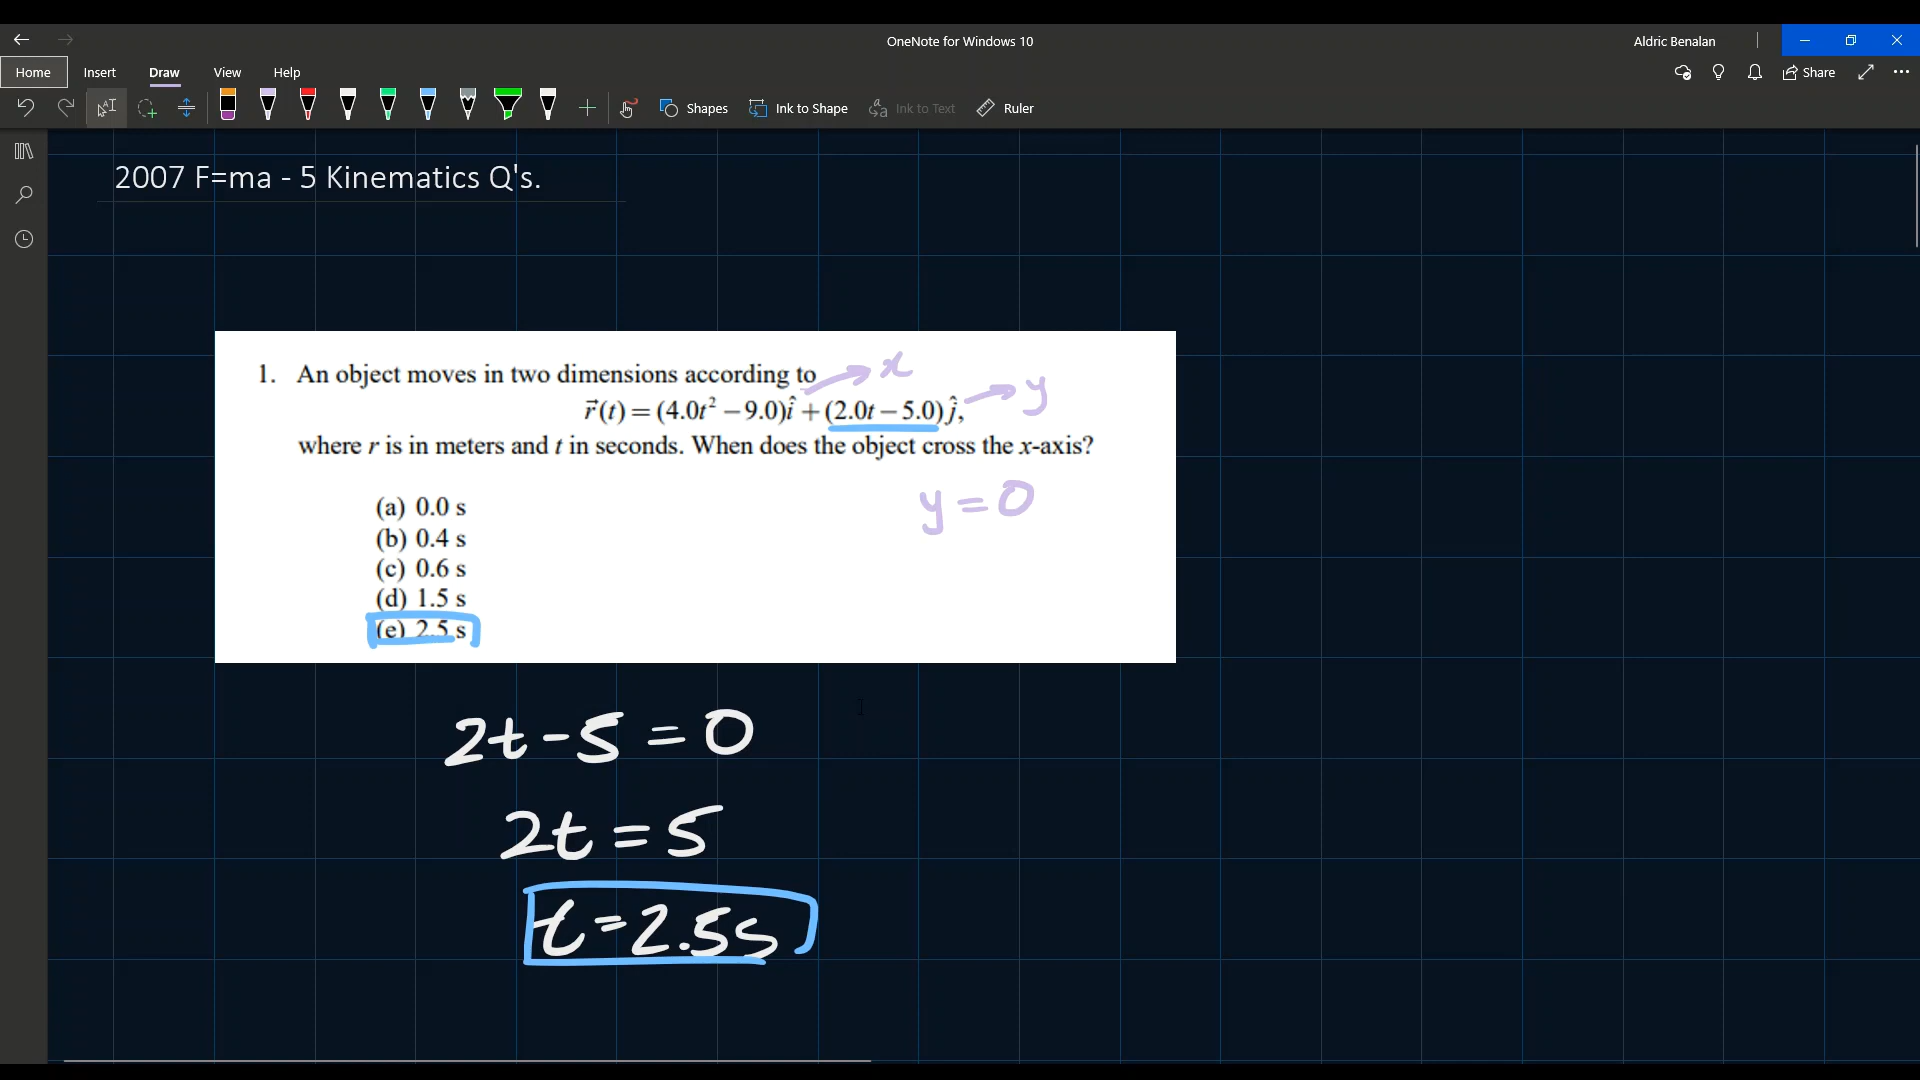 OneNote for Windows 10
Aldric Benalan
Home Insert Draw View Help
Share
Shapes Ink to Shape Ink to Text Ruler
2007 F=ma - 5 Kinematics Q's.
1. An object moves in two dimensions according to
x
r⃗(t) = (4.0t² − 9.0)î + (2.0t − 5.0)ĵ,
y
where r is in meters and t in seconds. When does the object cross the x-axis?
y = 0
(a) 0.0 s
(b) 0.4 s
(c) 0.6 s
(d) 1.5 s
(e) 2.5 s
2t - 5 = 0
2t = 5
t = 2.5s